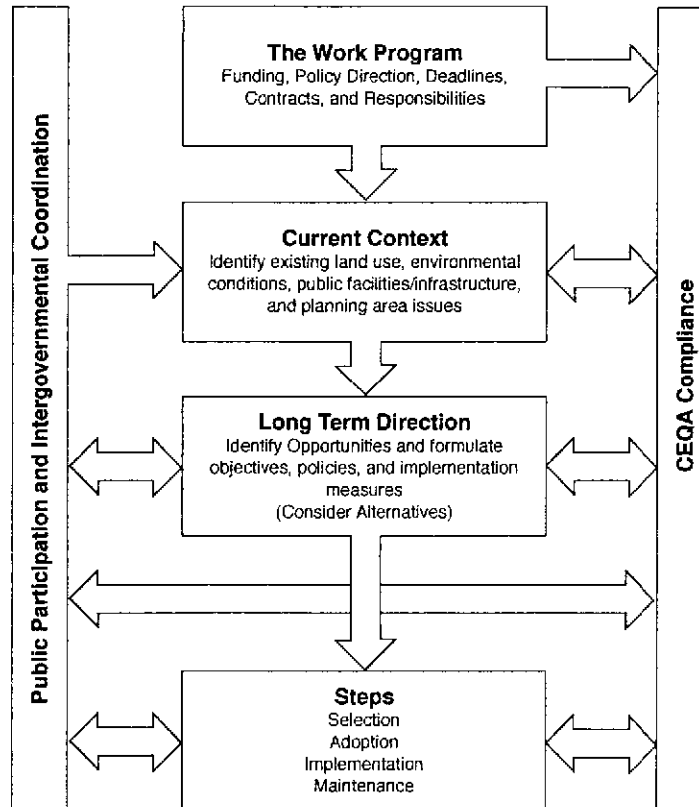 Public Participation and Intergovernmental Coordination
The Work Program
Funding, Policy Direction, Deadlines,
Contracts, and Responsibilities
Current Context
Identify existing land use, environmental
conditions, public facilities/infrastructure,
and planning area issues
Long Term Direction
Identify Opportunities and formulate
objectives, policies, and implementation
measures
(Consider Alternatives)
Steps
Selection
Adoption
Implementation
Maintenance
CEQA Compliance